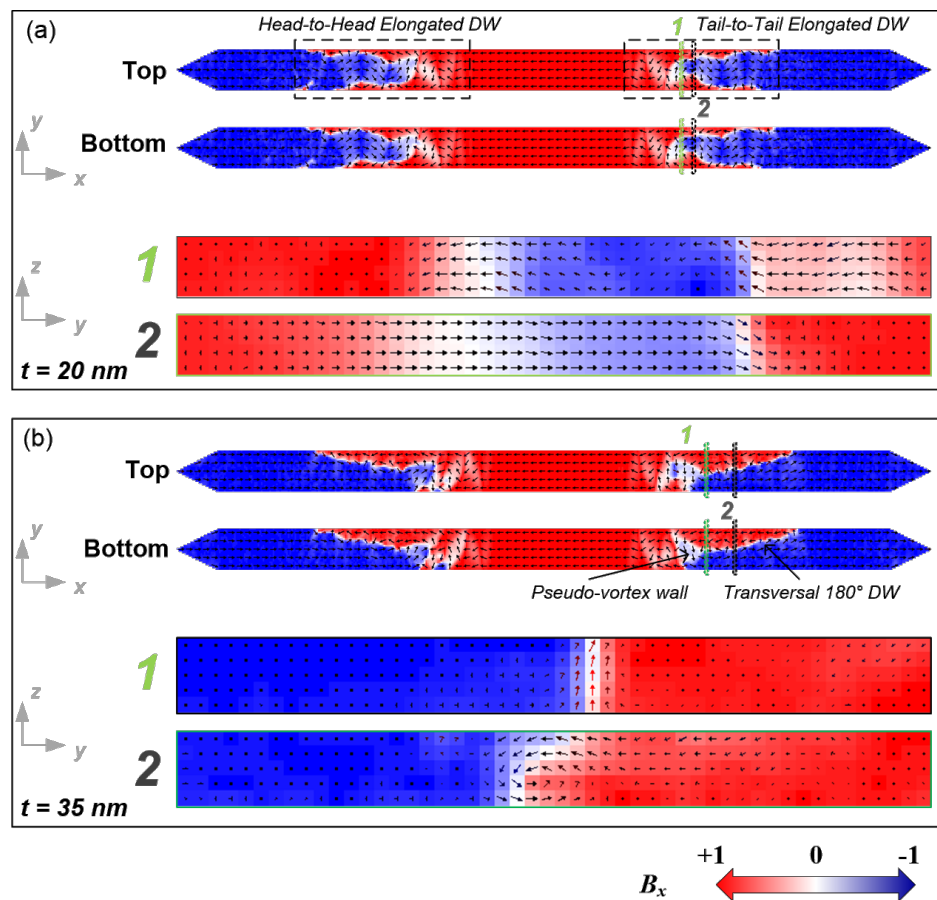 (a)
Head-to-Head Elongated DW
1
Tail-to-Tail Elongated DW
Top
2
y
x
Bottom
1
z
y
2
t = 20 nm
(b)
1
Top
2
y
x
Bottom
Pseudo-vortex wall
Transversal 180° DW
1
z
y
2
t = 35 nm
+1 0 -1
Bx